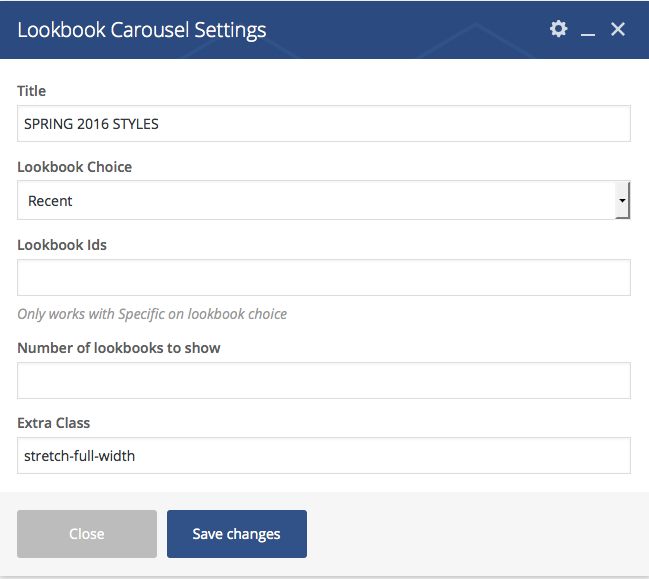 Lookbook Carousel Settings
Title
SPRING 2016 STYLES
Lookbook Choice
Recent
Lookbook Ids
Only works with Specific on lookbook choice
Number of lookbooks to show
Extra Class
stretch-full-width
Close
Save changes